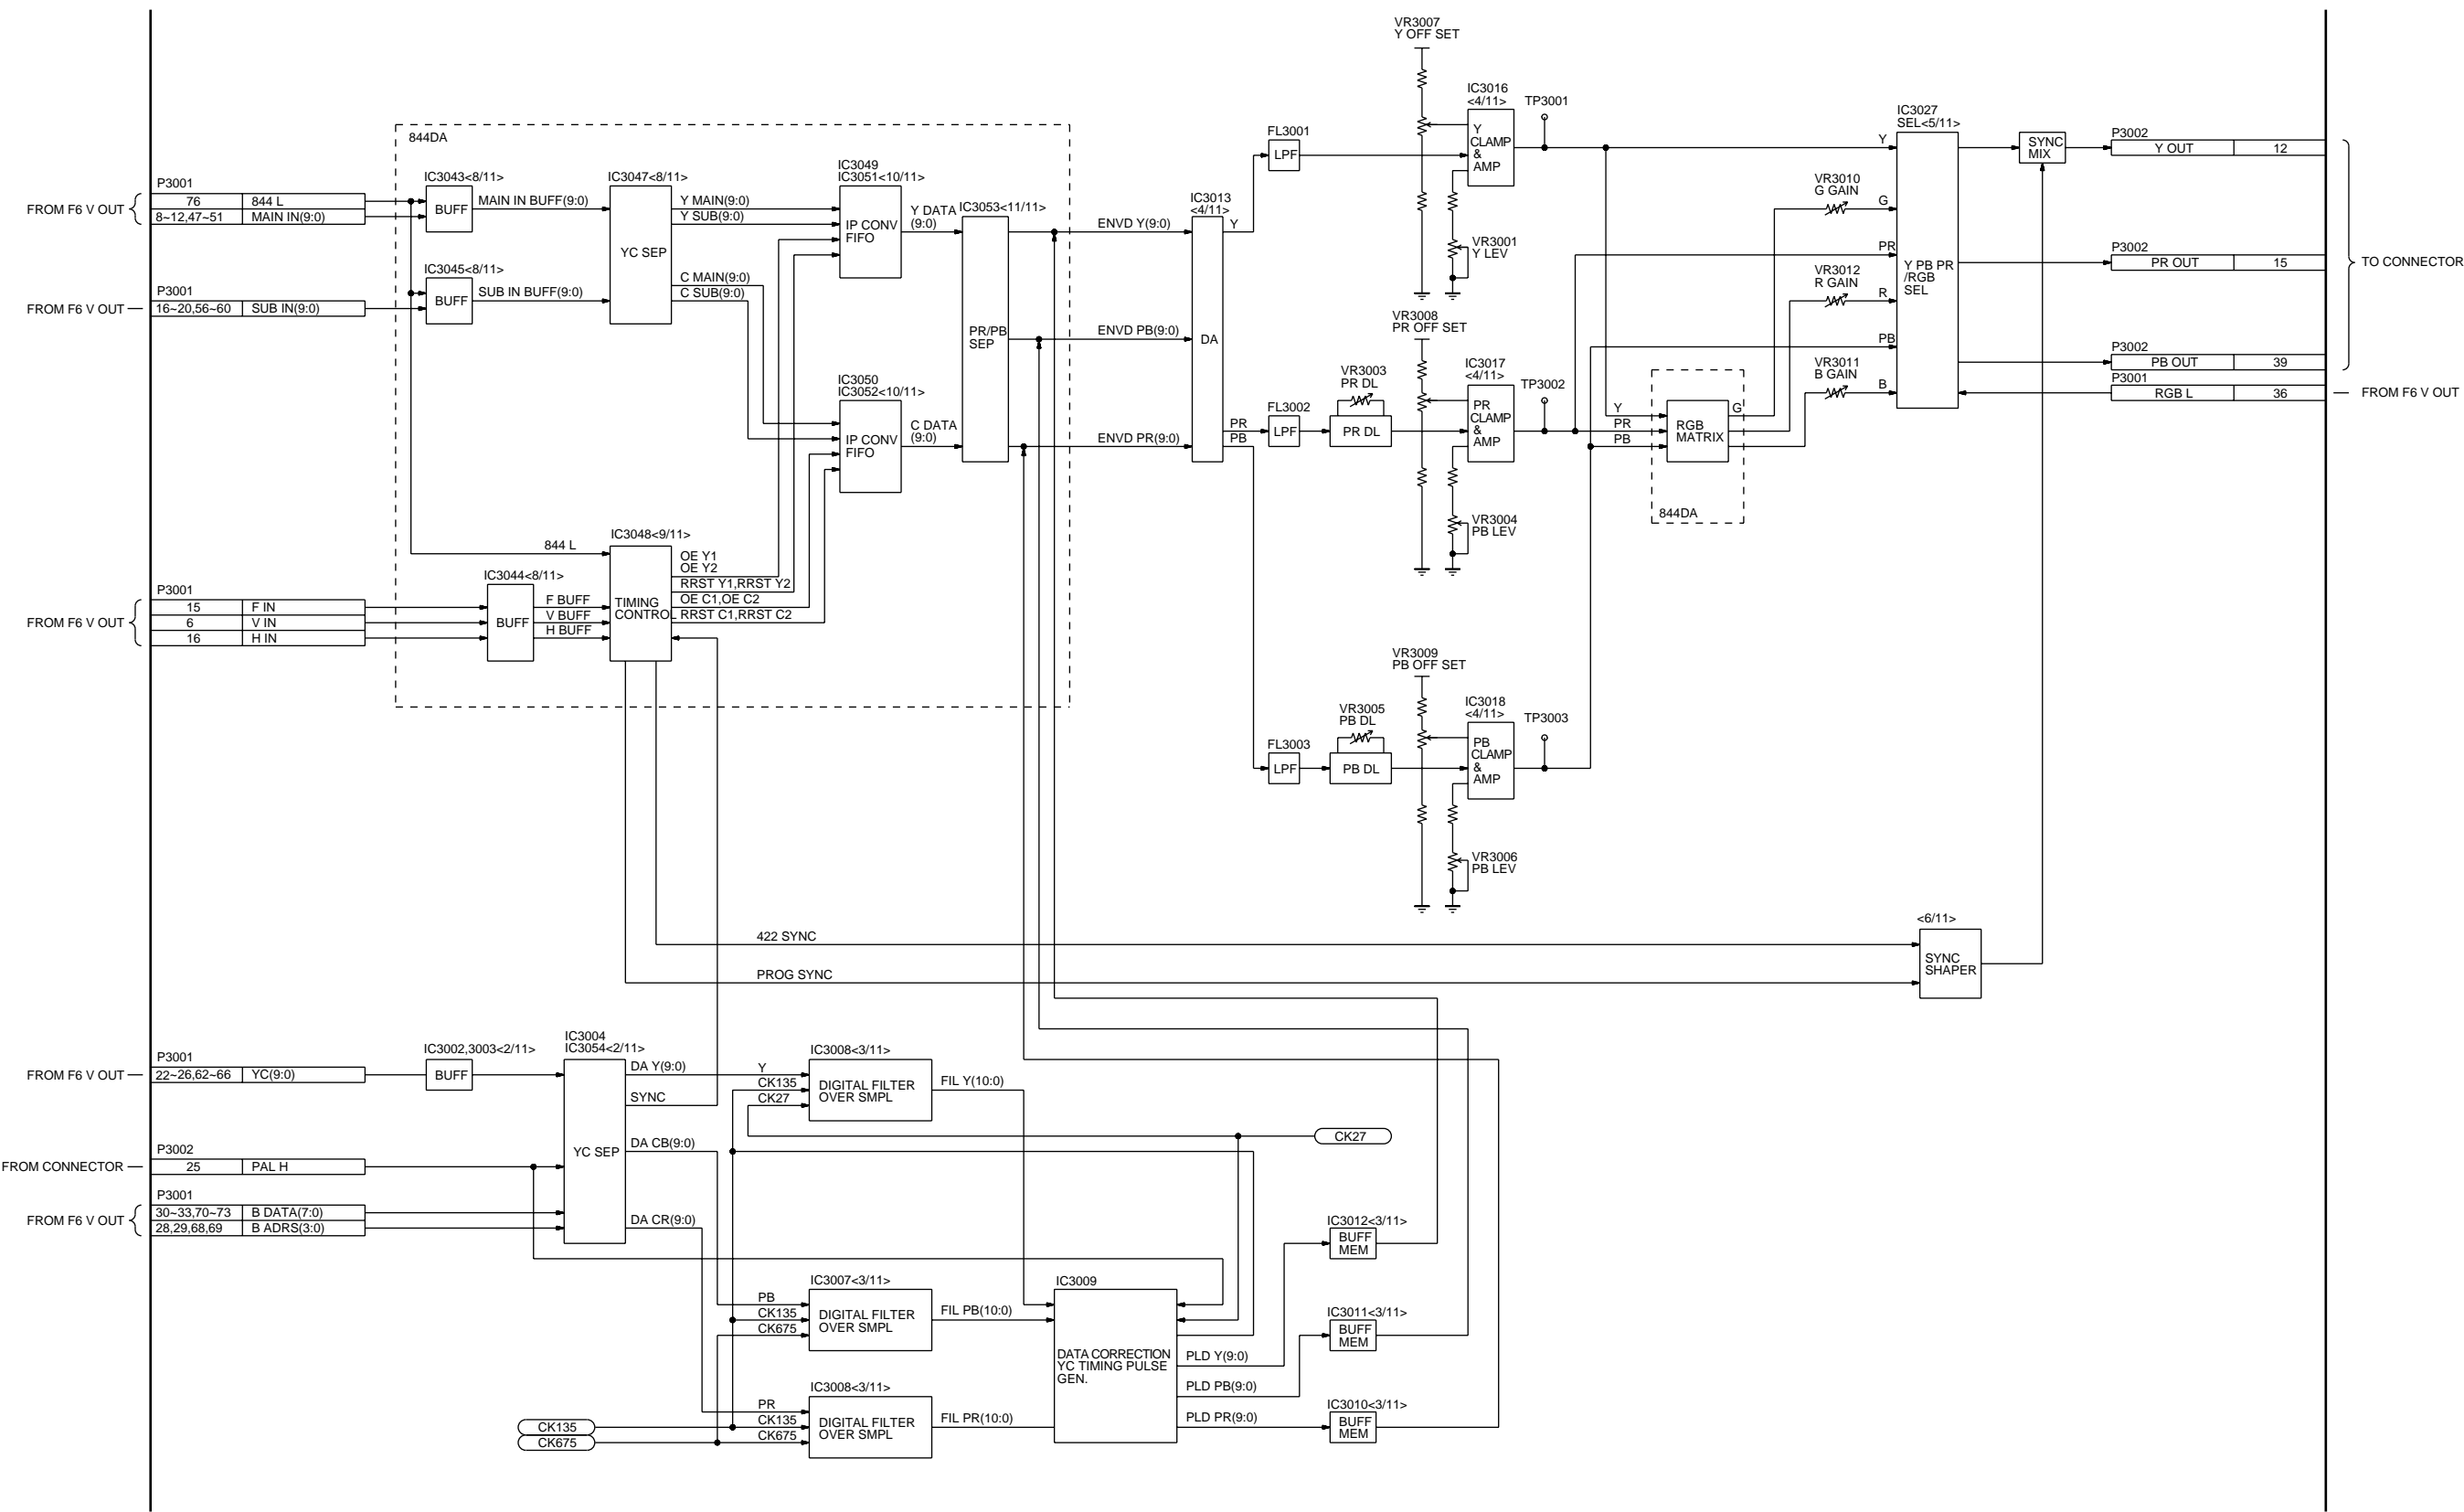 VR3007
Y OFF SET
IC3016
<4/11>
TP3001
IC3027
SEL<5/11>
844DA
FL3001
LPF
Y
CLAMP
&
AMP
Y
SYNC
MIX
P3002
Y OUT 12
P3001
76 844 L
8~12,47~51 MAIN IN(9:0)
FROM F6 V OUT
IC3043<8/11>
BUFF
MAIN IN BUFF(9:0)
IC3047<8/11>
YC SEP
Y MAIN(9:0)
Y SUB(9:0)
IC3049
IC3051<10/11>
IP CONV
FIFO
Y DATA
(9:0)
IC3053<11/11>
PR/PB
SEP
ENVD Y(9:0)
IC3013
<4/11>
Y
DA
VR3010
G GAIN
G
VR3001
Y LEV
PR
Y PB PR
/RGB
SEL
P3002
PR OUT 15
TO CONNECTOR
IC3045<8/11>
BUFF
SUB IN BUFF(9:0)
C MAIN(9:0)
C SUB(9:0)
P3001
16~20,56~60 SUB IN(9:0)
FROM F6 V OUT
VR3012
R GAIN
R
ENVD PB(9:0)
VR3008
PR OFF SET
PB
P3002
PB OUT 39
P3001
RGB L 36
FROM F6 V OUT
VR3011
B GAIN
B
IC3050
IC3052<10/11>
IP CONV
FIFO
C DATA
(9:0)
ENVD PR(9:0)
PR
PB
FL3002
LPF
VR3003
PR DL
PR DL
IC3017
<4/11>
PR
CLAMP
&
AMP
TP3002
Y
PR
PB
RGB
MATRIX
G
844DA
VR3004
PB LEV
844 L
IC3048<9/11>
TIMING
CONTROL
OE Y1
OE Y2
RRST Y1,RRST Y2
OE C1,OE C2
RRST C1,RRST C2
IC3044<8/11>
BUFF
F BUFF
V BUFF
H BUFF
P3001
15 F IN
6 V IN
16 H IN
FROM F6 V OUT
VR3009
PB OFF SET
VR3005
PB DL
PB DL
FL3003
LPF
IC3018
<4/11>
PB
CLAMP
&
AMP
TP3003
VR3006
PB LEV
422 SYNC
PROG SYNC
<6/11>
SYNC
SHAPER
P3001
22~26,62~66 YC(9:0)
FROM F6 V OUT
IC3002,3003<2/11>
BUFF
IC3004
IC3054<2/11>
YC SEP
DA Y(9:0)
SYNC
DA CB(9:0)
DA CR(9:0)
Y
CK135
CK27
IC3008<3/11>
DIGITAL FILTER
OVER SMPL
FIL Y(10:0)
CK27
P3002
25 PAL H
FROM CONNECTOR
P3001
30~33,70~73 B DATA(7:0)
28,29,68,69 B ADRS(3:0)
FROM F6 V OUT
IC3012<3/11>
BUFF
MEM
PB
CK135
CK675
IC3007<3/11>
DIGITAL FILTER
OVER SMPL
FIL PB(10:0)
IC3009
DATA CORRECTION
YC TIMING PULSE
GEN.
PLD Y(9:0)
PLD PB(9:0)
PLD PR(9:0)
IC3011<3/11>
BUFF
MEM
IC3010<3/11>
BUFF
MEM
PR
CK135
CK675
IC3008<3/11>
DIGITAL FILTER
OVER SMPL
FIL PR(10:0)
CK135
CK675